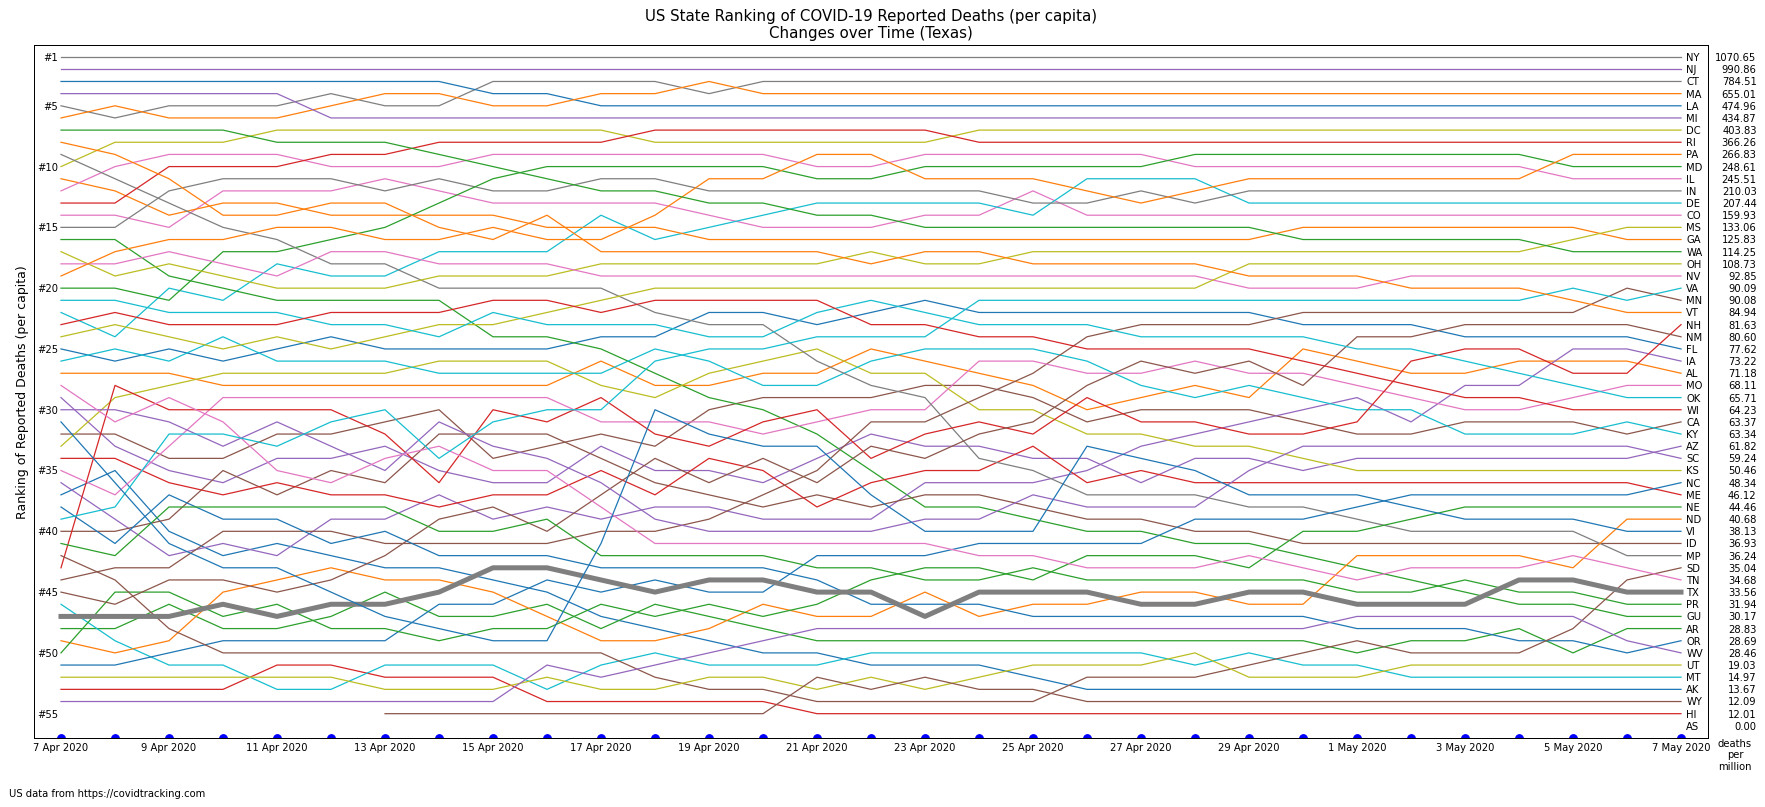 US State Ranking of COVID-19 Reported Deaths (per capita)
Changes over Time (Texas)
Ranking of Reported Deaths (per capita)
#1
#5
#10
#15
#20
#25
#30
#35
#40
#45
#50
#55
NY 1070.65
NJ 990.86
CT 784.51
MA 655.01
LA 474.96
MI 434.87
DC 403.83
RI 366.26
PA 266.83
MD 248.61
IL 245.51
IN 210.03
DE 207.44
CO 159.93
MS 133.06
GA 125.83
WA 114.25
OH 108.73
NV 92.85
VA 90.09
MN 90.08
VT 84.94
NH 81.63
NM 80.60
FL 77.62
IA 73.22
AL 71.18
MO 68.11
OK 65.71
WI 64.23
CA 63.37
KY 63.34
AZ 61.82
SC 59.24
KS 50.46
NC 48.34
ME 46.12
NE 44.46
ND 40.68
VI 38.13
ID 36.93
MP 36.24
SD 35.04
TN 34.68
TX 33.56
PR 31.94
GU 30.17
AR 28.83
OR 28.69
WV 28.46
UT 19.03
MT 14.97
AK 13.67
WY 12.09
HI 12.01
AS 0.00
deaths
per
million
7 Apr 2020 9 Apr 2020 11 Apr 2020 13 Apr 2020 15 Apr 2020 17 Apr 2020 19 Apr 2020 21 Apr 2020 23 Apr 2020 25 Apr 2020 27 Apr 2020 29 Apr 2020 1 May 2020 3 May 2020 5 May 2020 7 May 2020
US data from https://covidtracking.com